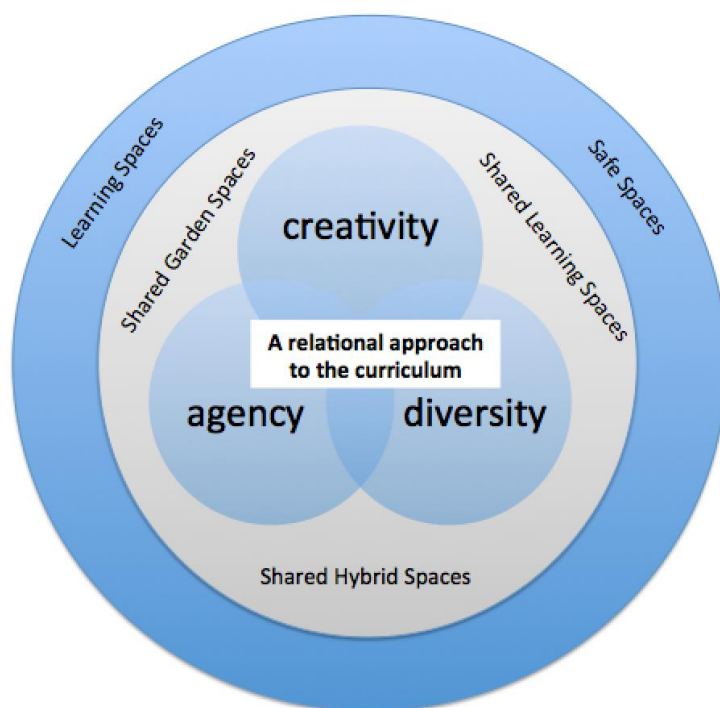 Learning Spaces
Safe Spaces
Shared Garden Spaces
Shared Learning Spaces
creativity
A relational approach
to the curriculum
agency
diversity
Shared Hybrid Spaces